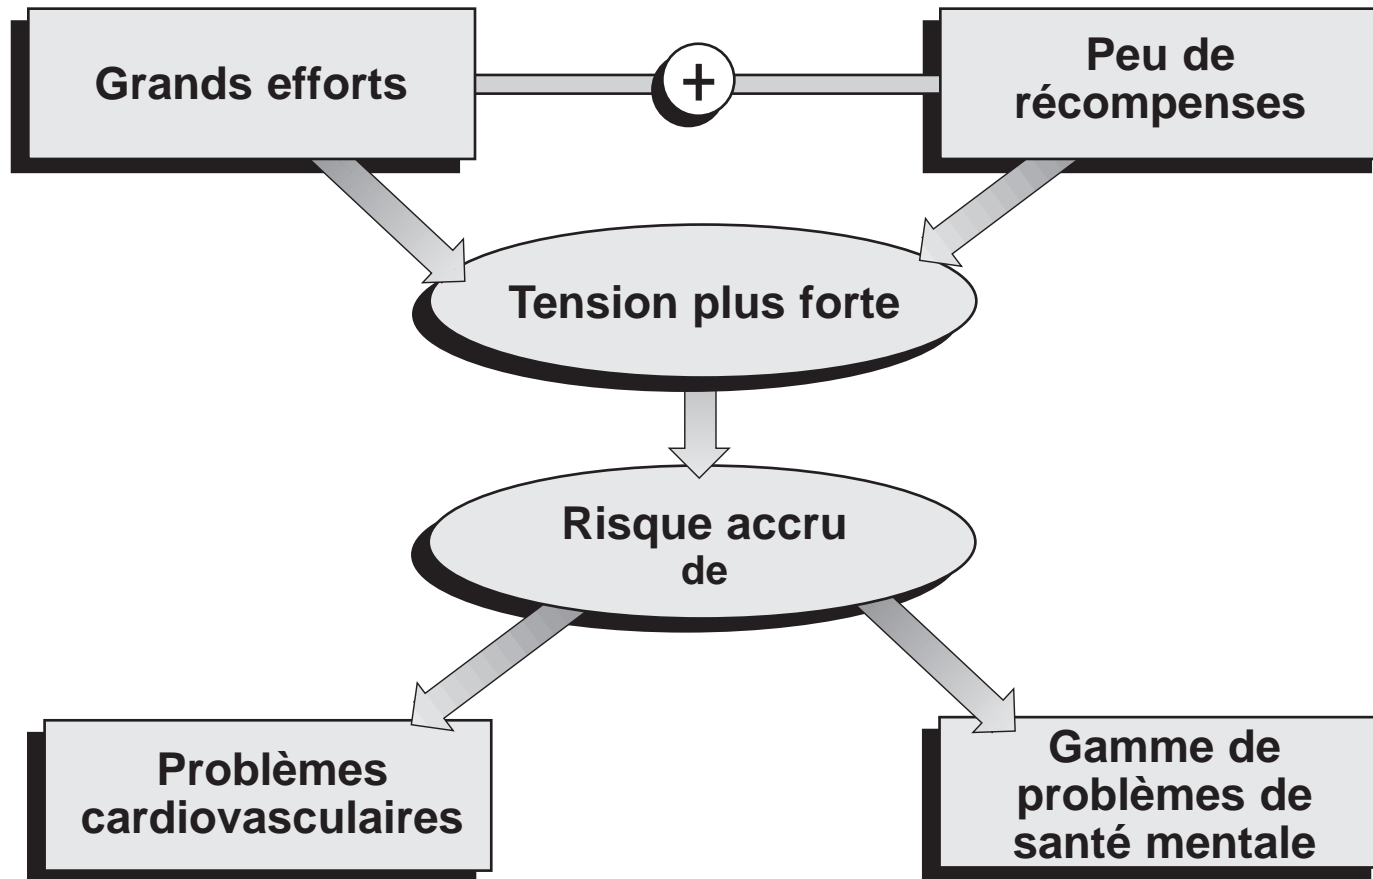 Grands efforts
+
Peu de
récompenses
Tension plus forte
Risque accru
de
Problèmes
cardiovasculaires
Gamme de
problèmes de
santé mentale